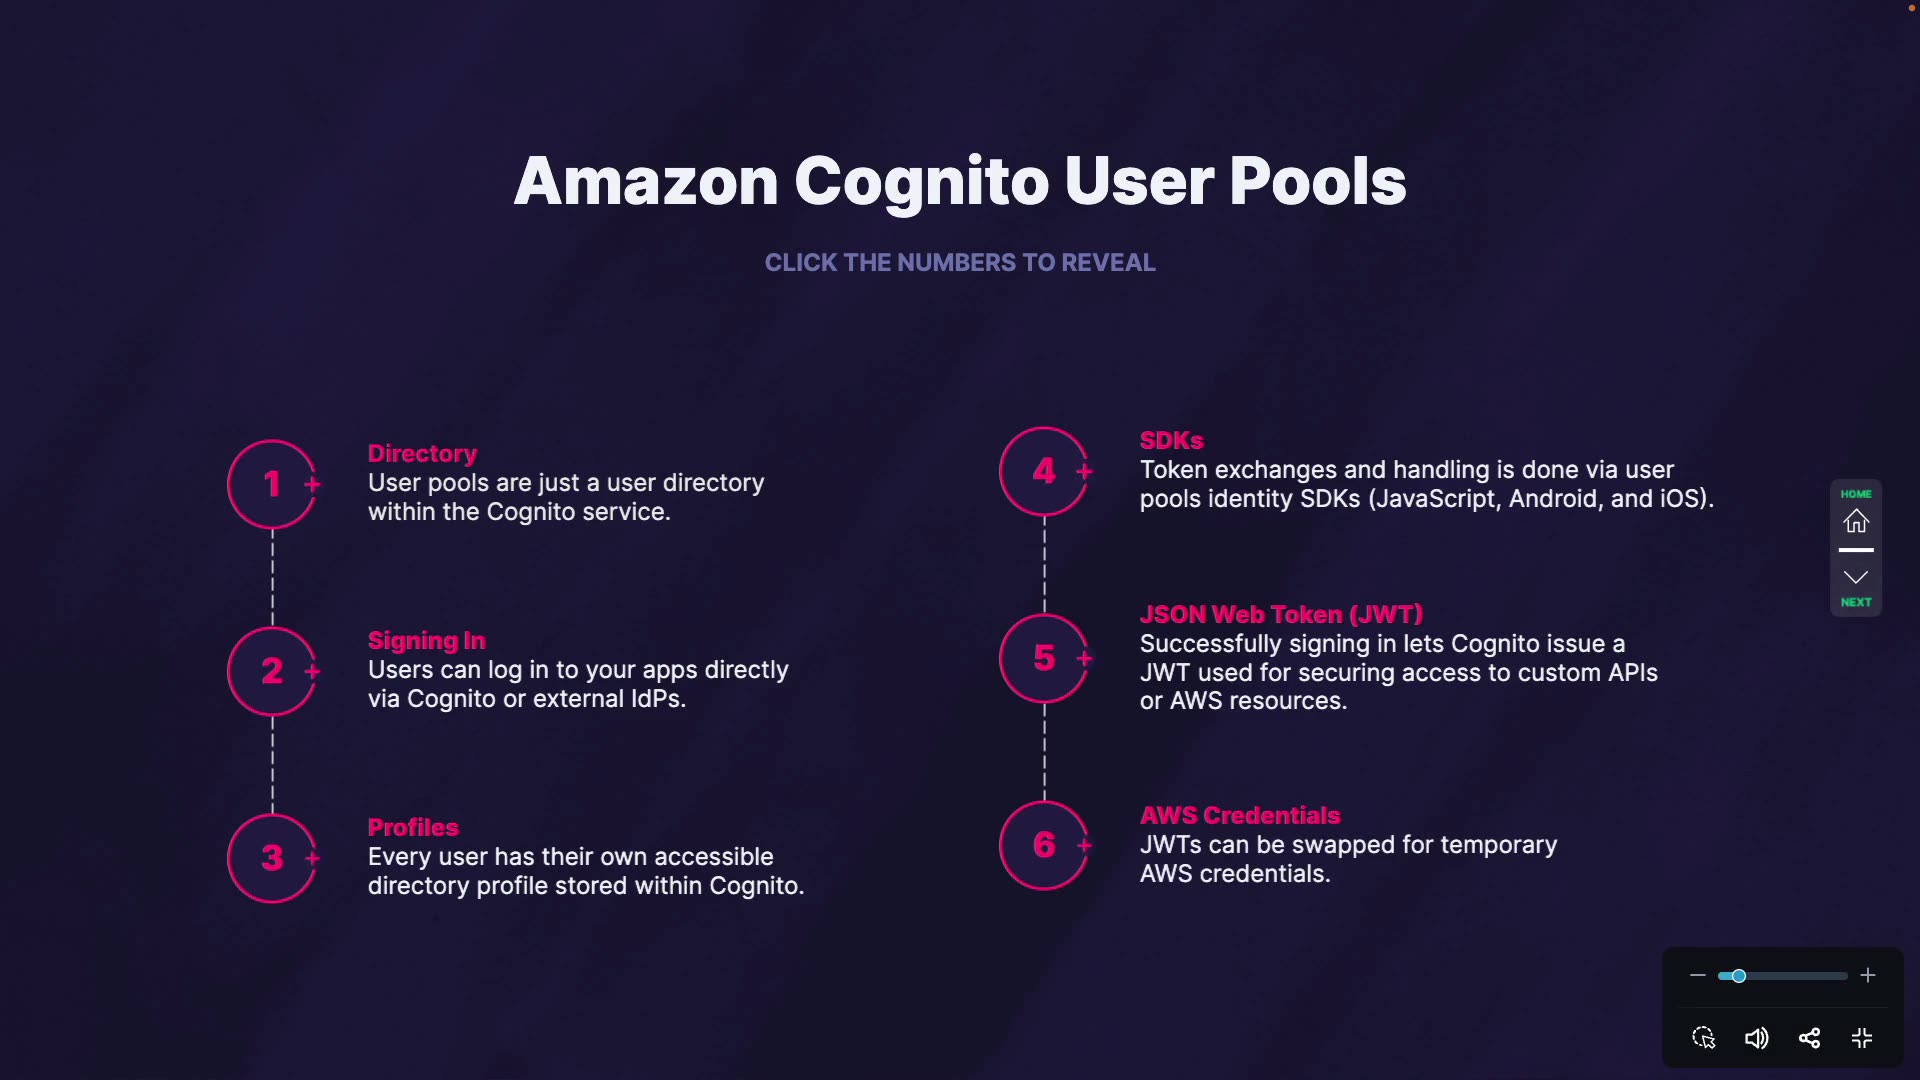 Amazon Cognito User Pools
CLICK THE NUMBERS TO REVEAL
1
Directory
User pools are just a user directory
within the Cognito service.
2
Signing In
Users can log in to your apps directly
via Cognito or external IdPs.
3
Profiles
Every user has their own accessible
directory profile stored within Cognito.
4
SDKs
Token exchanges and handling is done via user
pools identity SDKs (JavaScript, Android, and iOS).
5
JSON Web Token (JWT)
Successfully signing in lets Cognito issue a
JWT used for securing access to custom APIs
or AWS resources.
6
AWS Credentials
JWTs can be swapped for temporary
AWS credentials.
HOME
NEXT